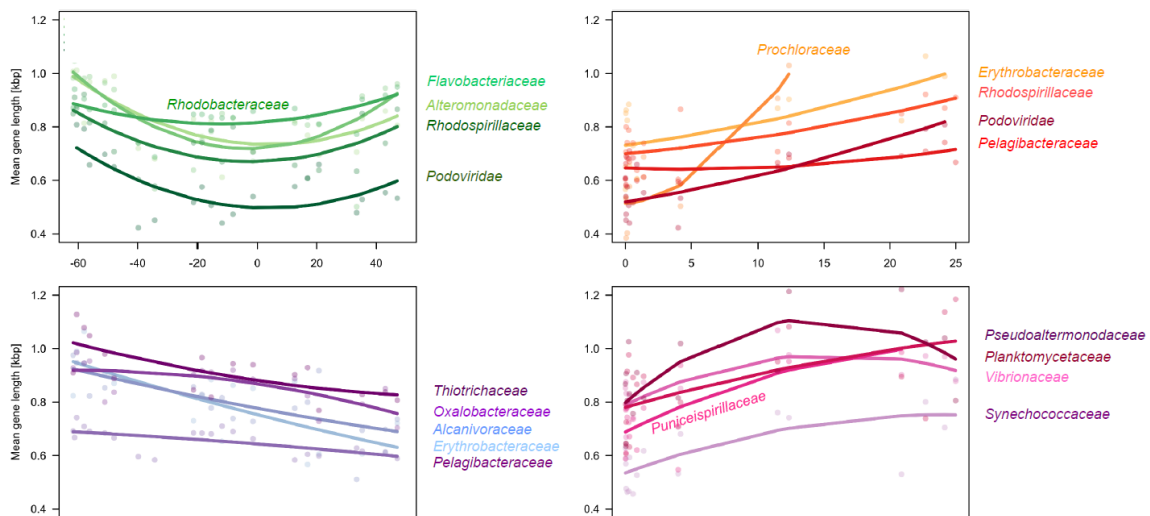 1.2
1.0
0.8
0.6
0.4
Mean gene length [kbp]
Rhodobacteraceae
Flavobacteriaceae
Alteromonadaceae
Rhodospirillaceae
Podoviridae
-60 -40 -20 0 20 40
1.2
1.0
0.8
0.6
0.4
Prochloraceae
Erythrobacteraceae
Rhodospirillaceae
Podoviridae
Pelagibacteraceae
0 5 10 15 20 25
1.2
1.0
0.8
0.6
0.4
Mean gene length [kbp]
Thiotrichaceae
Oxalobacteraceae
Alcanivoraceae
Erythrobacteraceae
Pelagibacteraceae
1.2
1.0
0.8
0.6
0.4
Puniceispirillaceae
Pseudoaltermonodaceae
Planktomycetaceae
Vibrionaceae
Synechococcaceae